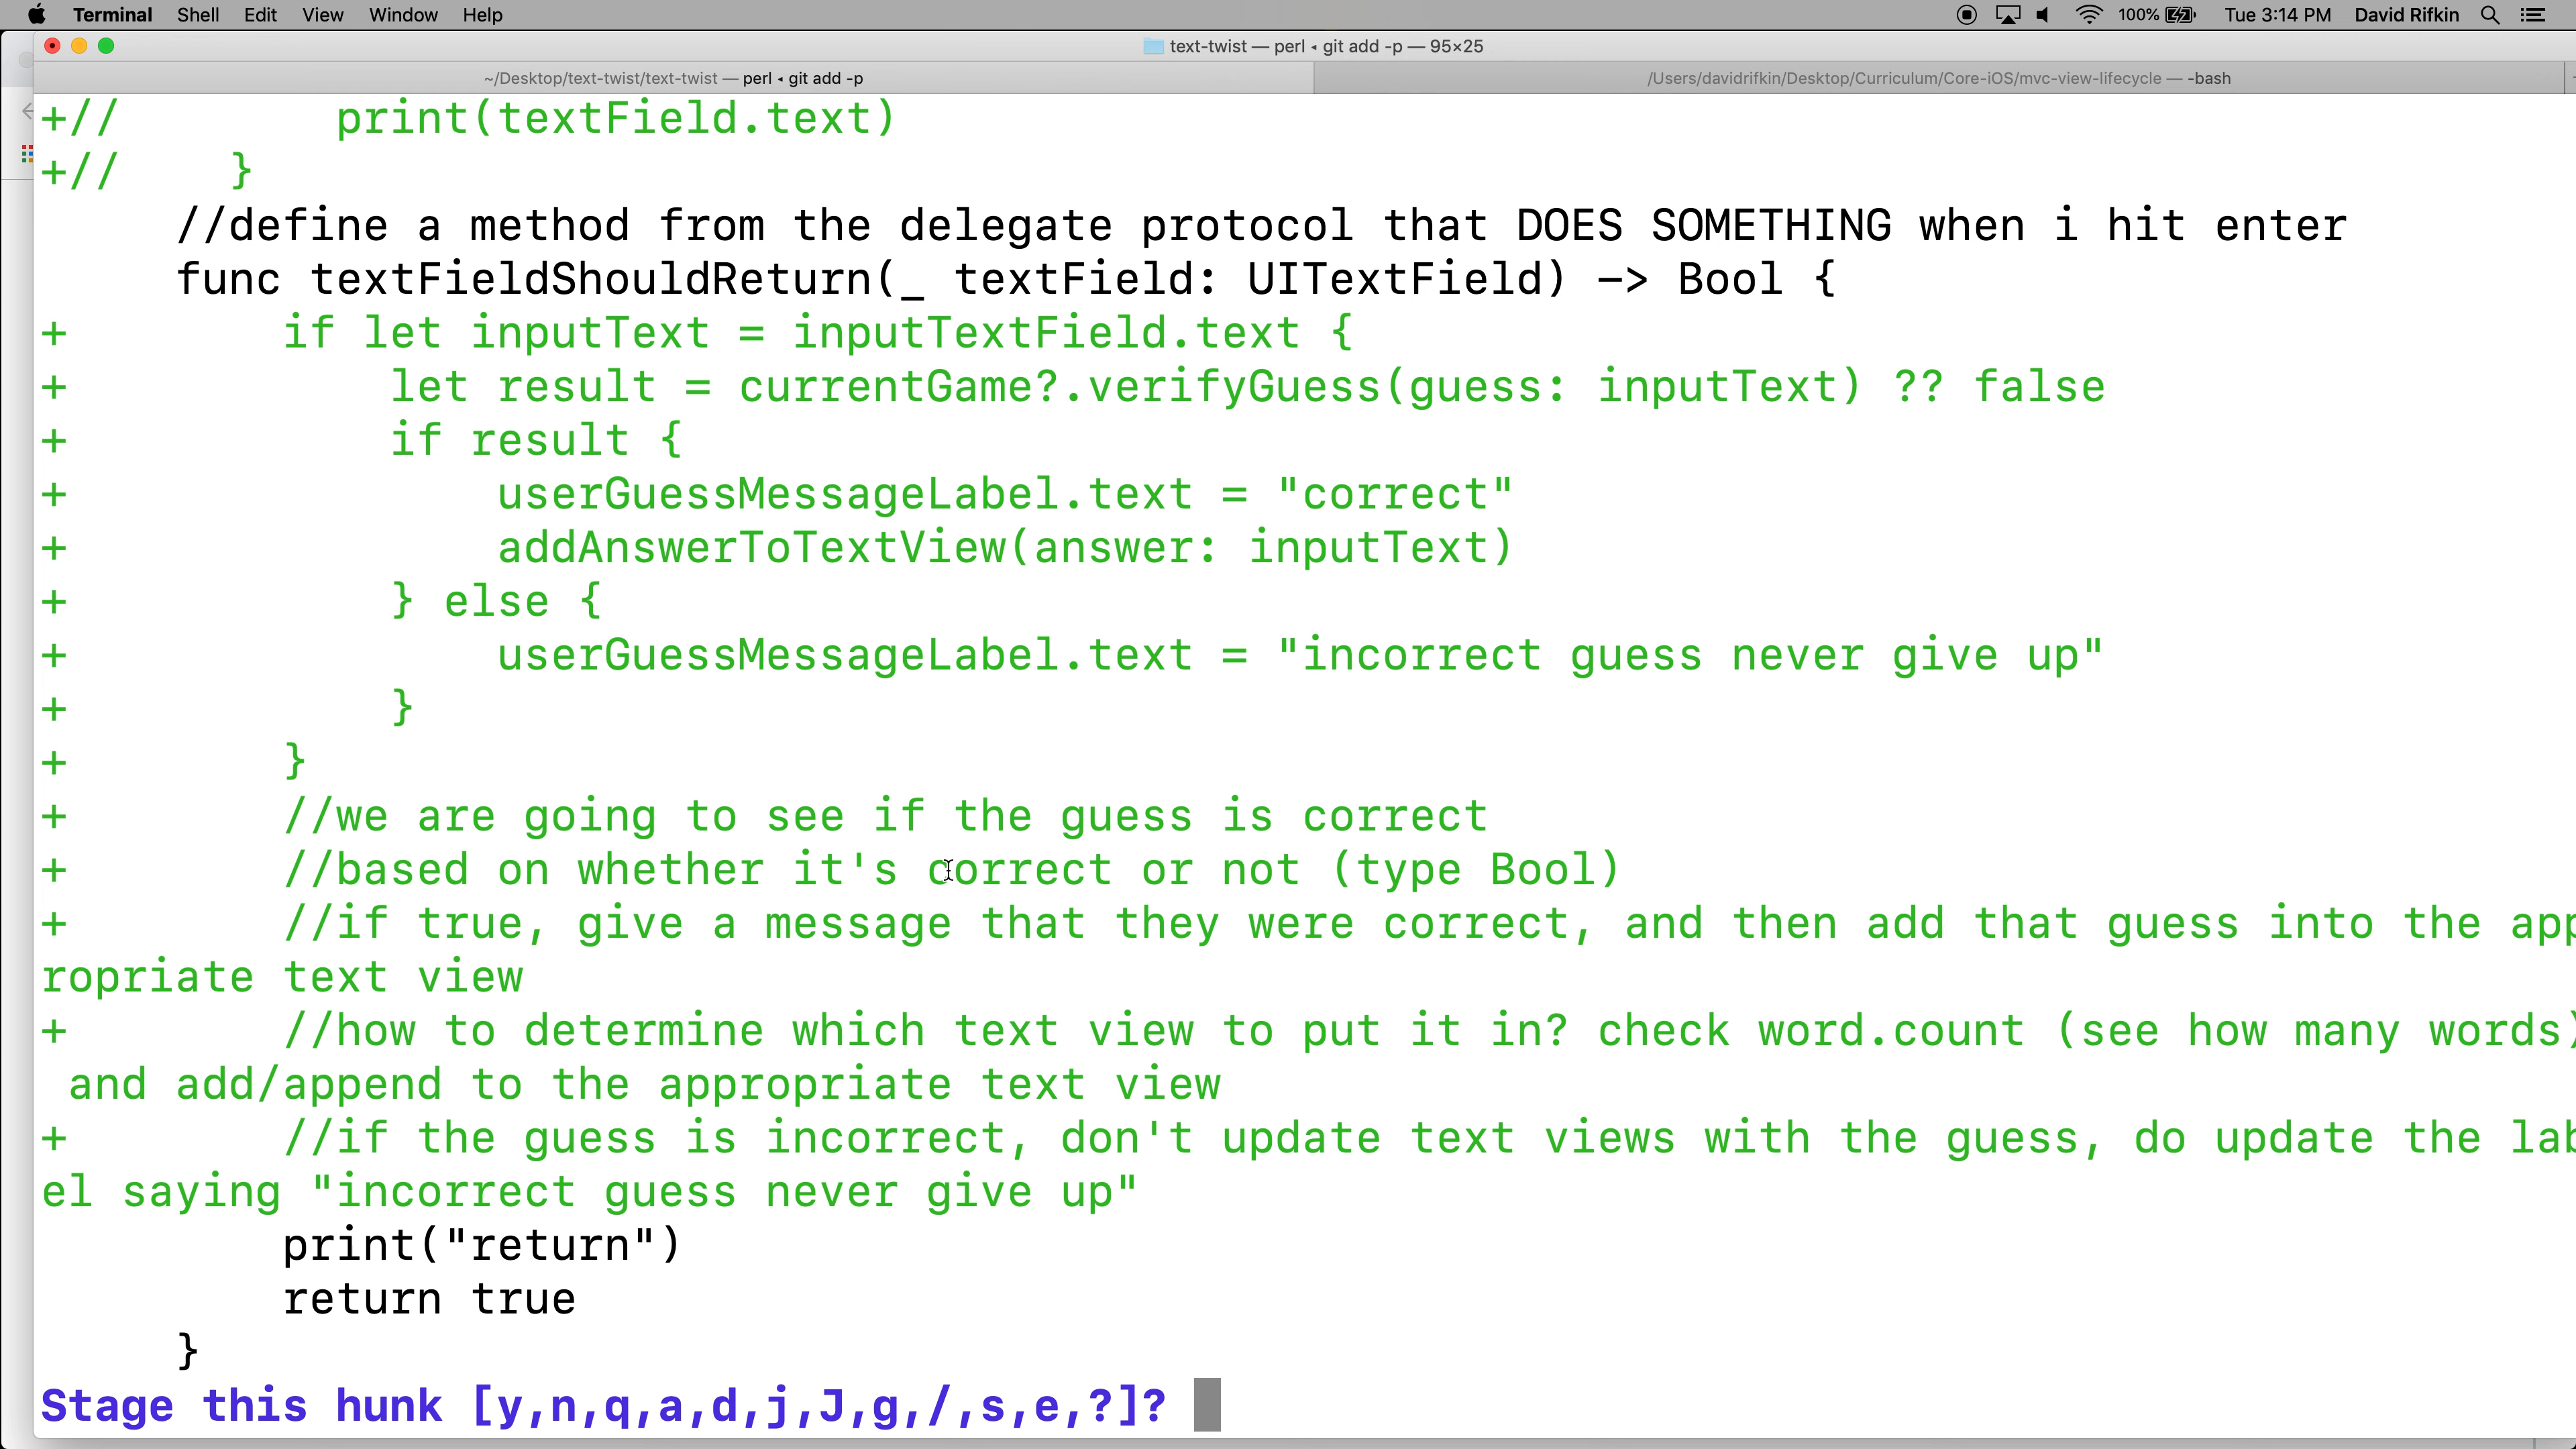 Terminal Shell Edit View Window Help 100% Tue 3:14 PM David Rifkin
text-twist — perl ◂ git add -p — 95×25
~/Desktop/text-twist/text-twist — perl ◂ git add -p /Users/davidrifkin/Desktop/Curriculum/Core-iOS/mvc-view-lifecycle — -bash
+// print(textField.text)
+// }
//define a method from the delegate protocol that DOES SOMETHING when i hit enter
func textFieldShouldReturn(_ textField: UITextField) -> Bool {
+ if let inputText = inputTextField.text {
+ let result = currentGame?.verifyGuess(guess: inputText) ?? false
+ if result {
+ userGuessMessageLabel.text = "correct"
+ addAnswerToTextView(answer: inputText)
+ } else {
+ userGuessMessageLabel.text = "incorrect guess never give up"
+ }
+ }
+ //we are going to see if the guess is correct
+ //based on whether it's correct or not (type Bool)
+ //if true, give a message that they were correct, and then add that guess into the app
ropriate text view
+ //how to determine which text view to put it in? check word.count (see how many words)
and add/append to the appropriate text view
+ //if the guess is incorrect, don't update text views with the guess, do update the lab
el saying "incorrect guess never give up"
print("return")
return true
}
Stage this hunk [y,n,q,a,d,j,J,g,/,s,e,?]?